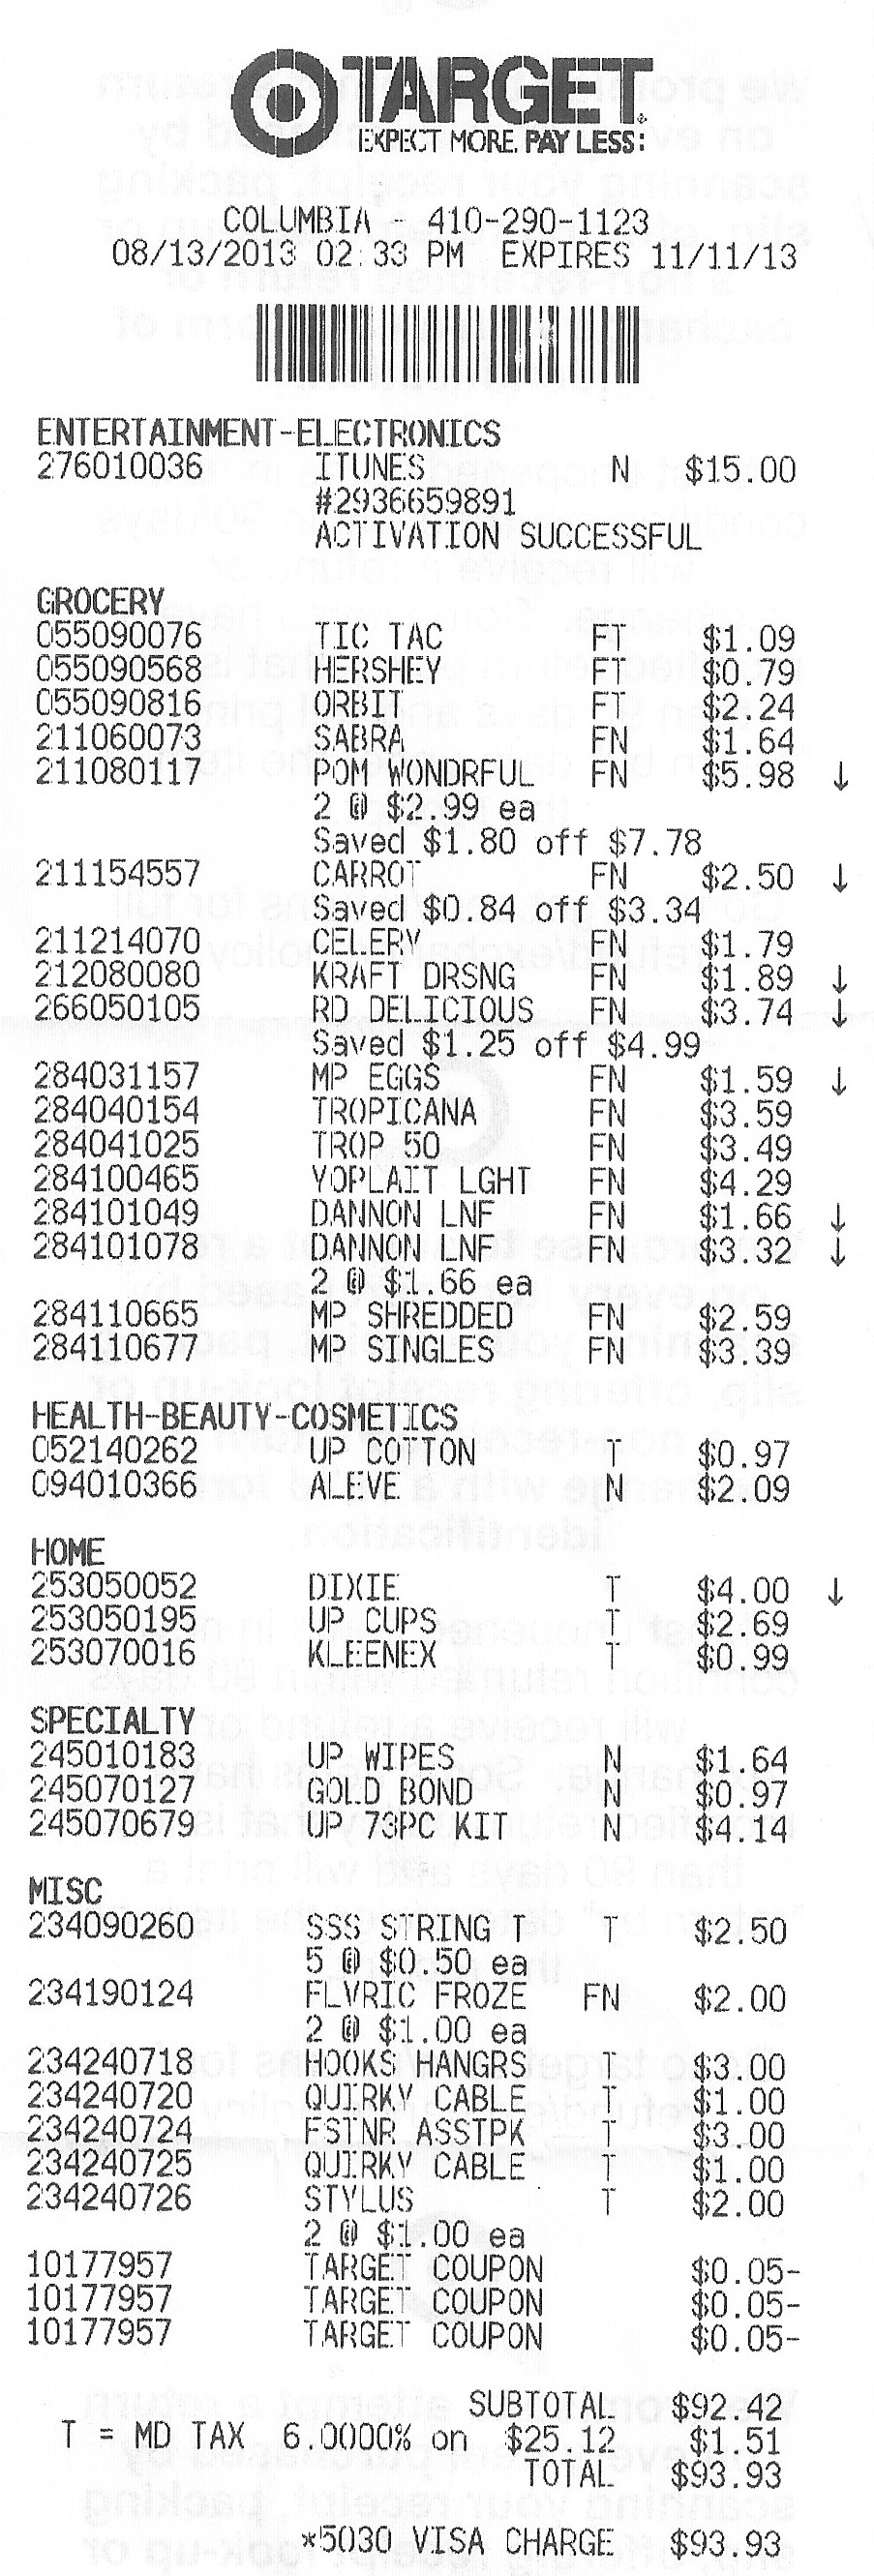 TARGET
EXPECT MORE. PAY LESS:
COLUMBIA - 410-290-1123
08/13/2013 02:33 PM EXPIRES 11/11/13
ENTERTAINMENT-ELECTRONICS
276010036 ITUNES N $15.00
#2936659891
ACTIVATION SUCCESSFUL
GROCERY
055090076 TIC TAC FT $1.09
055090568 HERSHEY FT $0.79
055090816 ORBIT FT $2.24
211060073 SABRA FN $1.64
211080117 POM WONDRFUL FN $5.98 ↓
2 @ $2.99 ea
Saved $1.80 off $7.78
211154557 CARROT FN $2.50 ↓
Saved $0.84 off $3.34
211214070 CELERY FN $1.79
212080080 KRAFT DRSNG FN $1.89 ↓
266050105 RD DELICIOUS FN $3.74 ↓
Saved $1.25 off $4.99
284031157 MP EGGS FN $1.59 ↓
284040154 TROPICANA FN $3.59
284041025 TROP 50 FN $3.49
284100465 YOPLAIT LGHT FN $4.29
284101049 DANNON LNF FN $1.66 ↓
284101078 DANNON LNF FN $3.32 ↓
2 @ $1.66 ea
284110665 MP SHREDDED FN $2.59
284110677 MP SINGLES FN $3.39
HEALTH-BEAUTY-COSMETICS
052140262 UP COTTON T $0.97
094010366 ALEVE N $2.09
HOME
253050052 DIXIE T $4.00 ↓
253050195 UP CUPS T $2.69
253070016 KLEENEX T $0.99
SPECIALTY
245010183 UP WIPES N $1.64
245070127 GOLD BOND N $0.97
245070679 UP 73PC KIT N $4.14
MISC
234090260 SSS STRING T T $2.50
5 @ $0.50 ea
234190124 FLVRIC FROZE FN $2.00
2 @ $1.00 ea
234240718 HOOKS HANGRS T $3.00
234240720 QUIRKY CABLE T $1.00
234240724 FSTNR ASSTPK T $3.00
234240725 QUIRKY CABLE T $1.00
234240726 STYLUS T $2.00
2 @ $1.00 ea
10177957 TARGET COUPON $0.05-
10177957 TARGET COUPON $0.05-
10177957 TARGET COUPON $0.05-
SUBTOTAL $92.42
T = MD TAX 6.0000% on $25.12 $1.51
TOTAL $93.93
*5030 VISA CHARGE $93.93